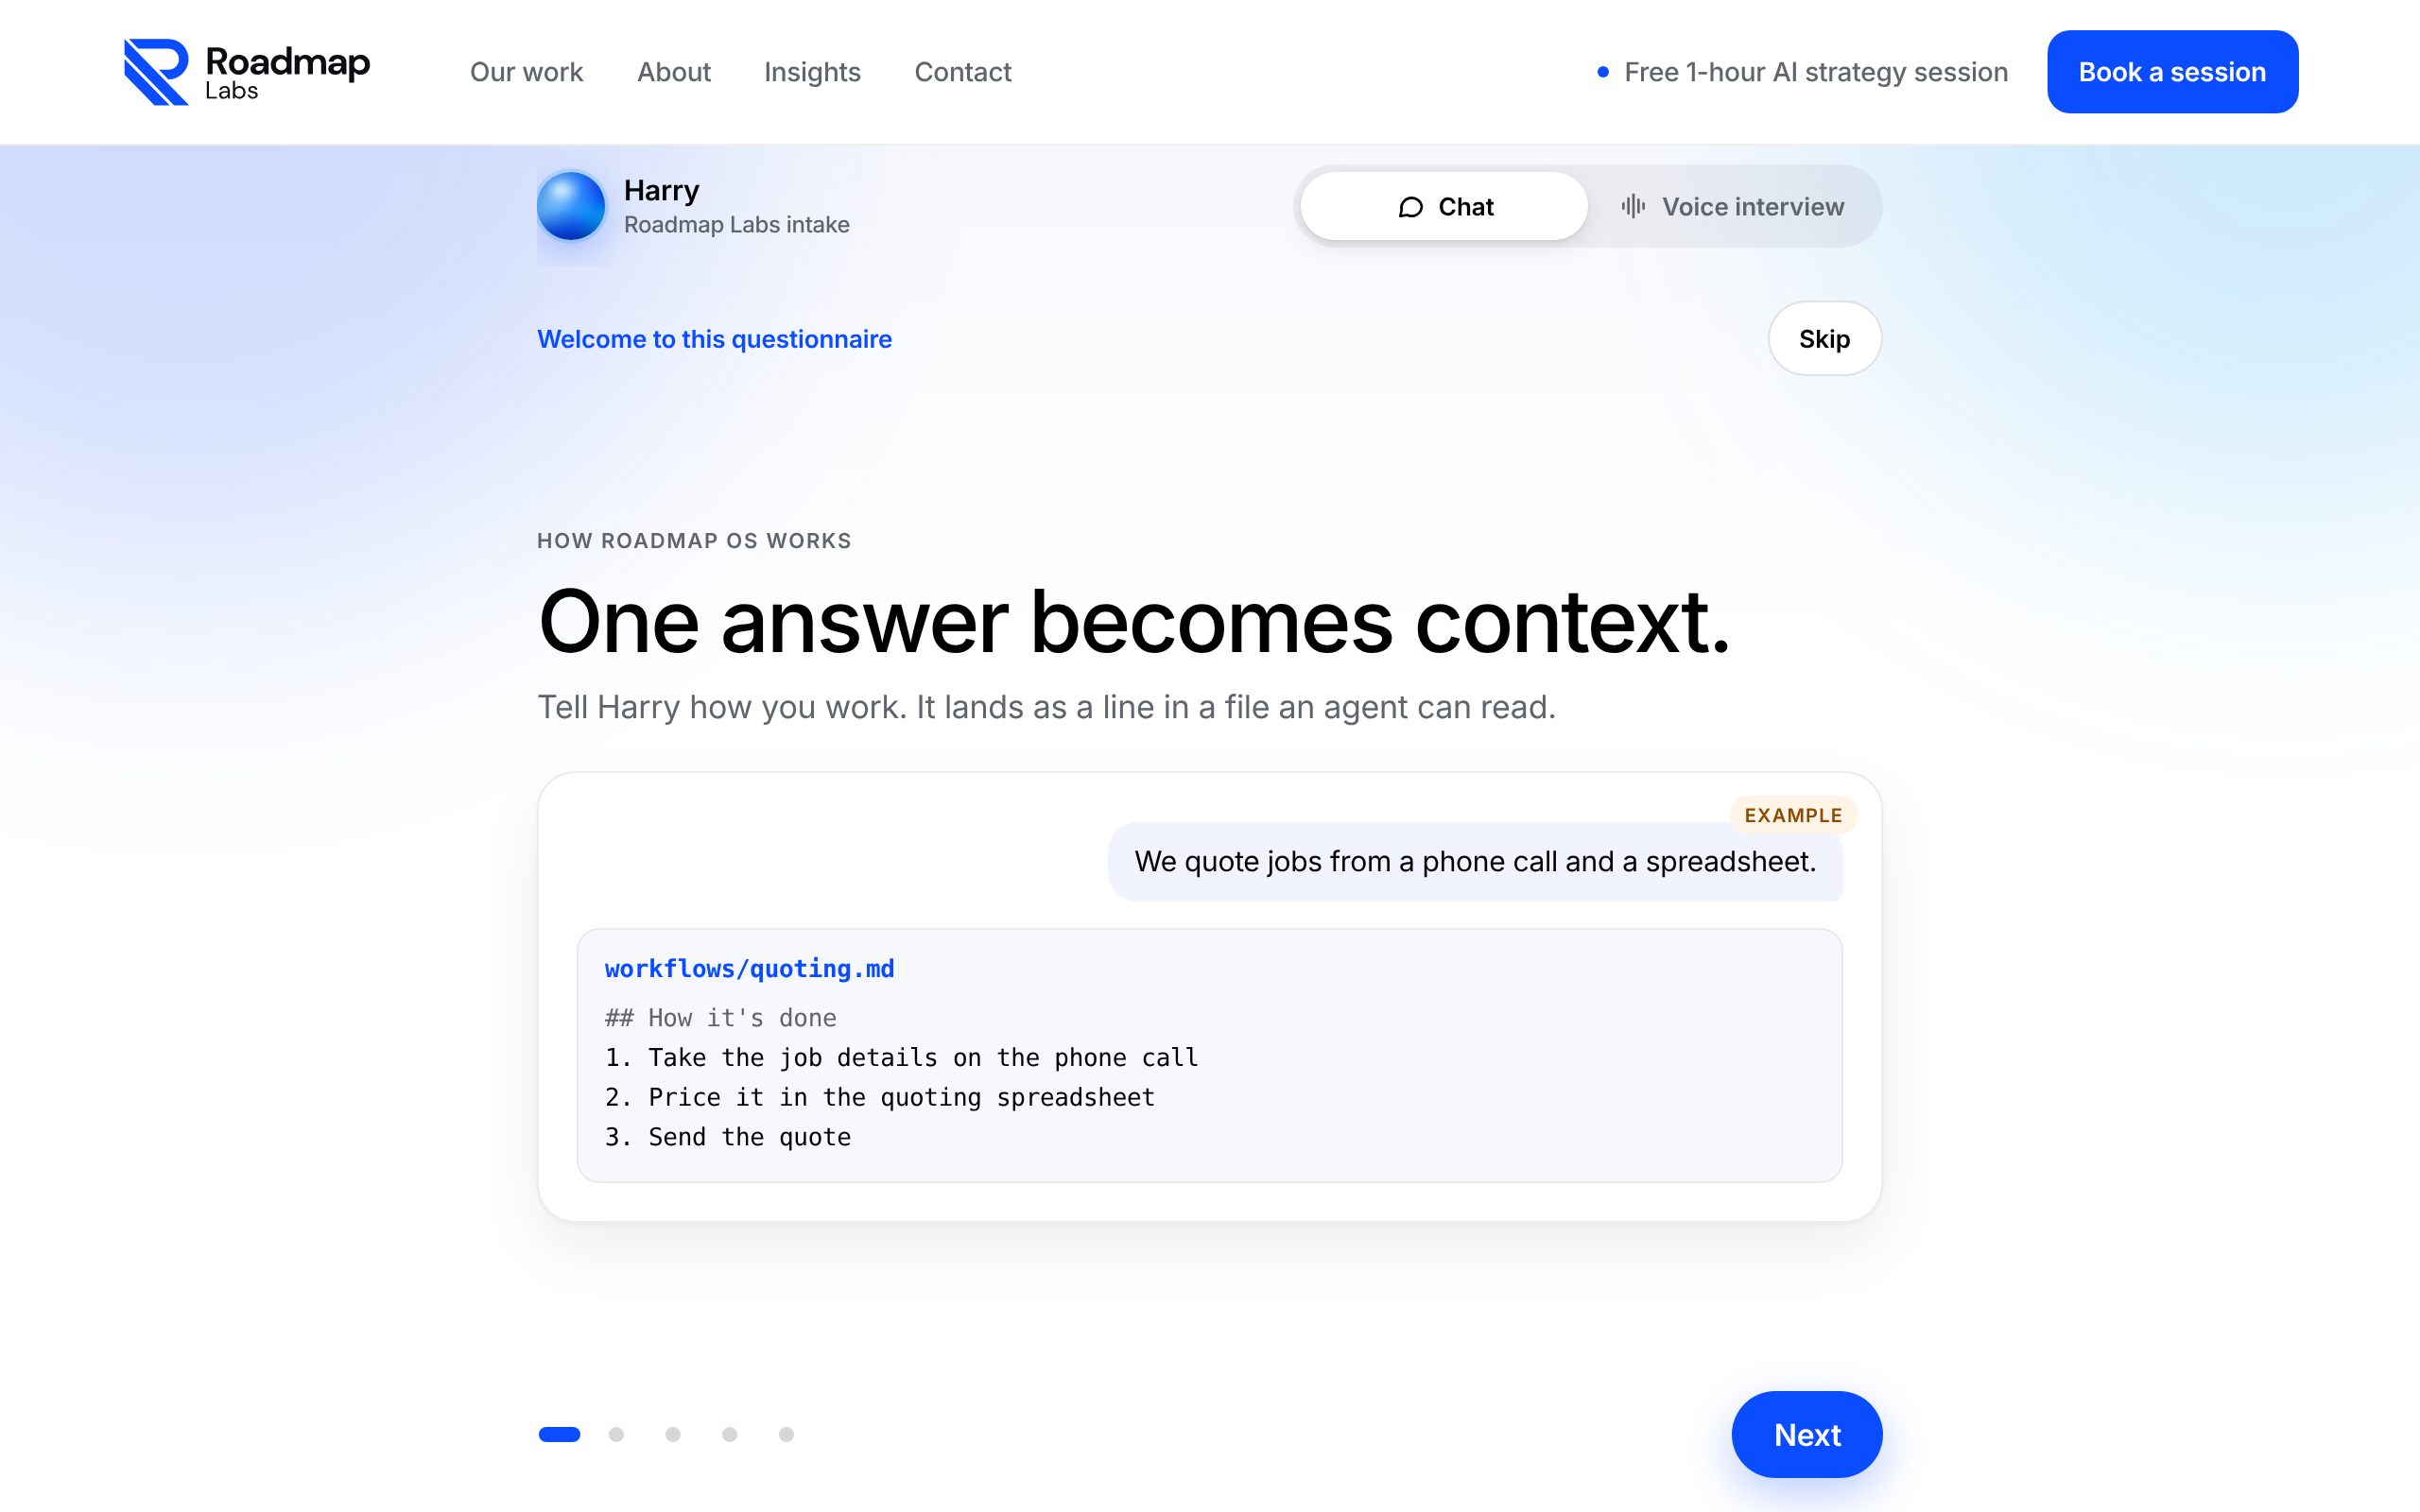 Roadmap
Labs
Our work
About
Insights
Contact
Free 1-hour AI strategy session
Book a session
Harry
Roadmap Labs intake
Chat
Voice interview
Welcome to this questionnaire
Skip
HOW ROADMAP OS WORKS
One answer becomes context.
Tell Harry how you work. It lands as a line in a file an agent can read.
EXAMPLE
We quote jobs from a phone call and a spreadsheet.
workflows/quoting.md
## How it's done
1. Take the job details on the phone call
2. Price it in the quoting spreadsheet
3. Send the quote
Next